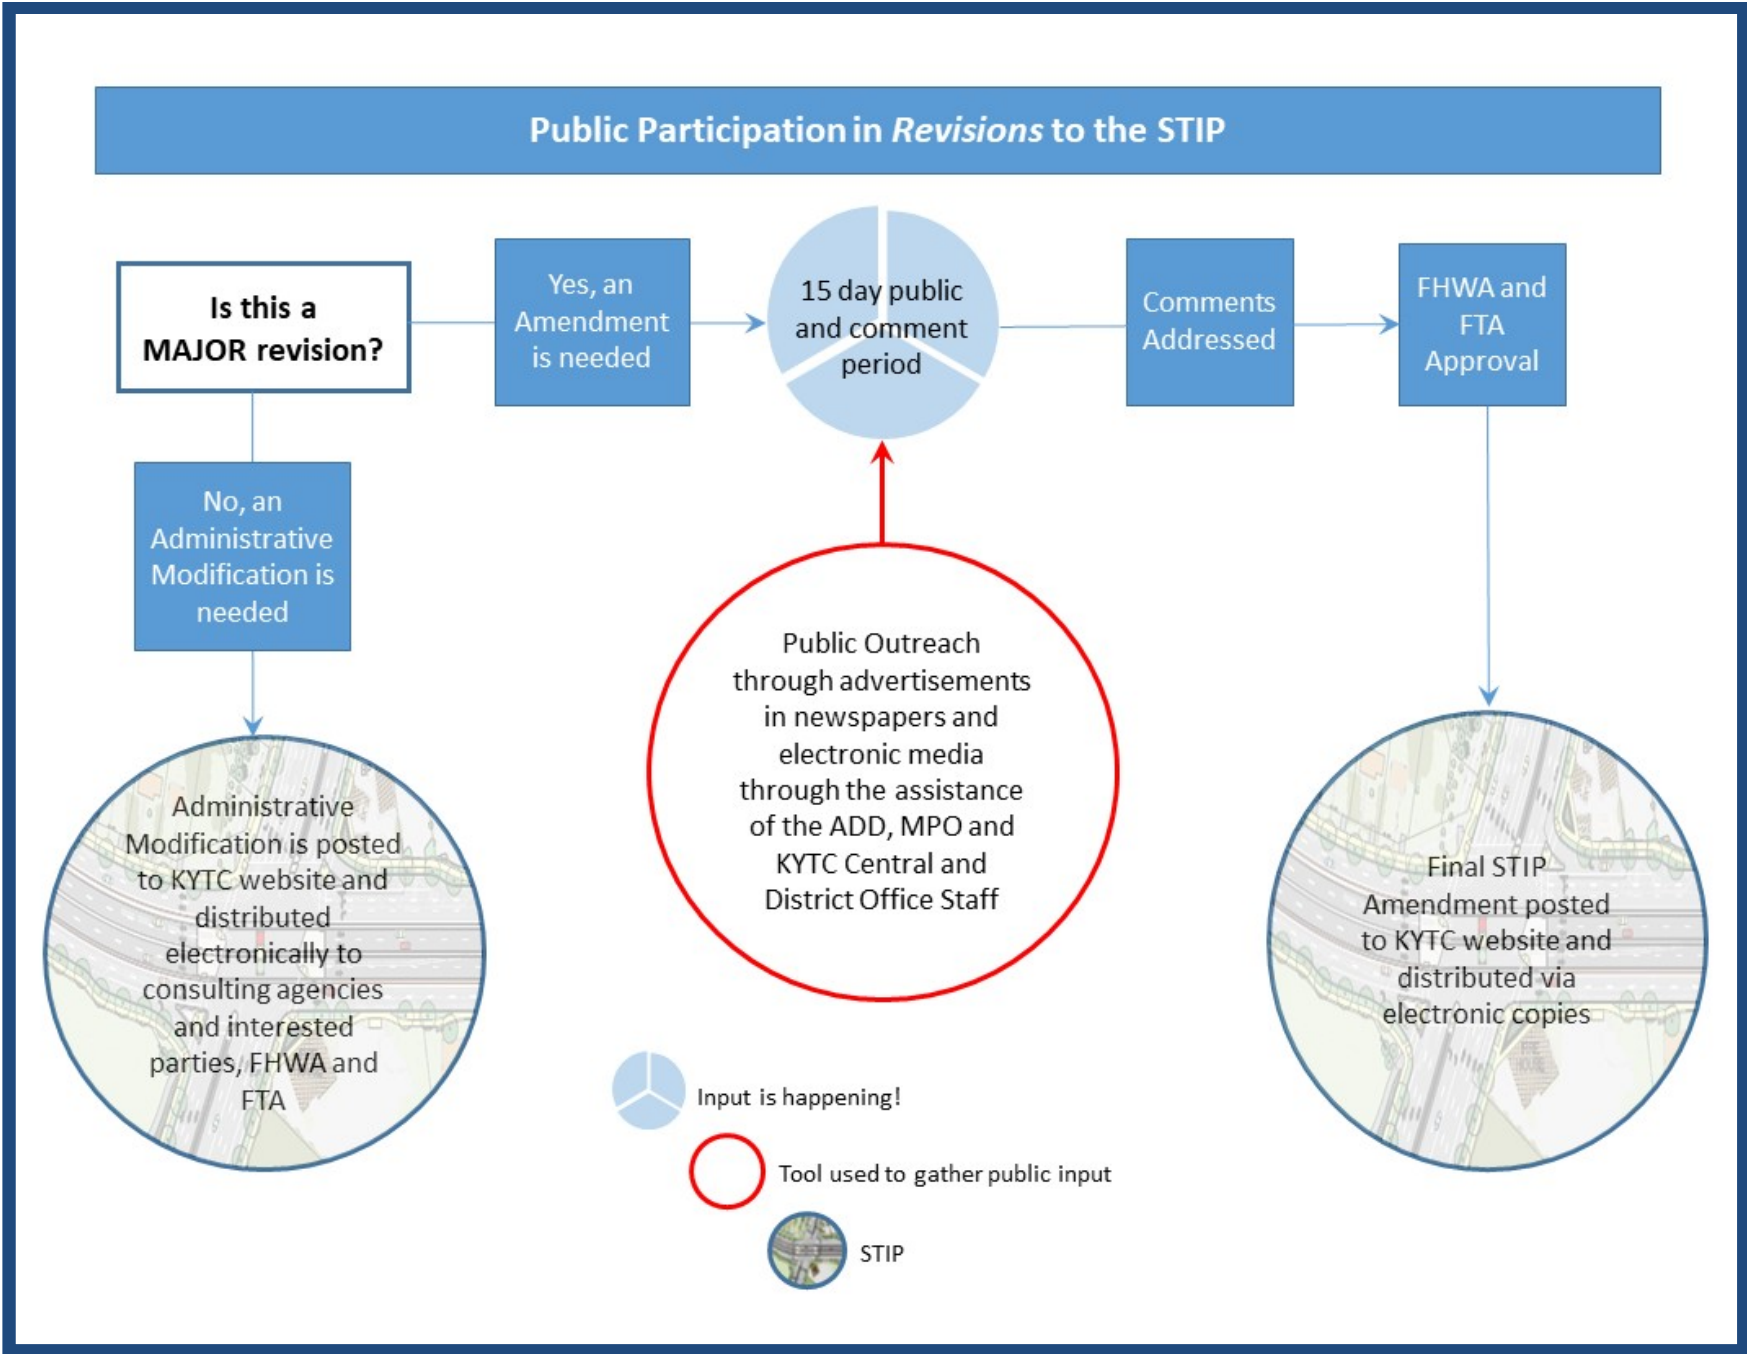 Public Participation in Revisions to the STIP
Is this a
MAJOR revision?
Yes, an
Amendment
is needed
15 day public
and comment
period
Comments
Addressed
FHWA and
FTA
Approval
No, an
Administrative
Modification is
needed
Public Outreach
through advertisements
in newspapers and
electronic media
through the assistance
of the ADD, MPO and
KYTC Central and
District Office Staff
Administrative
Modification is posted
to KYTC website and
distributed
electronically to
consulting agencies
and interested
parties, FHWA and
FTA
Final STIP
Amendment posted
to KYTC website and
distributed via
electronic copies
Input is happening!
Tool used to gather public input
STIP